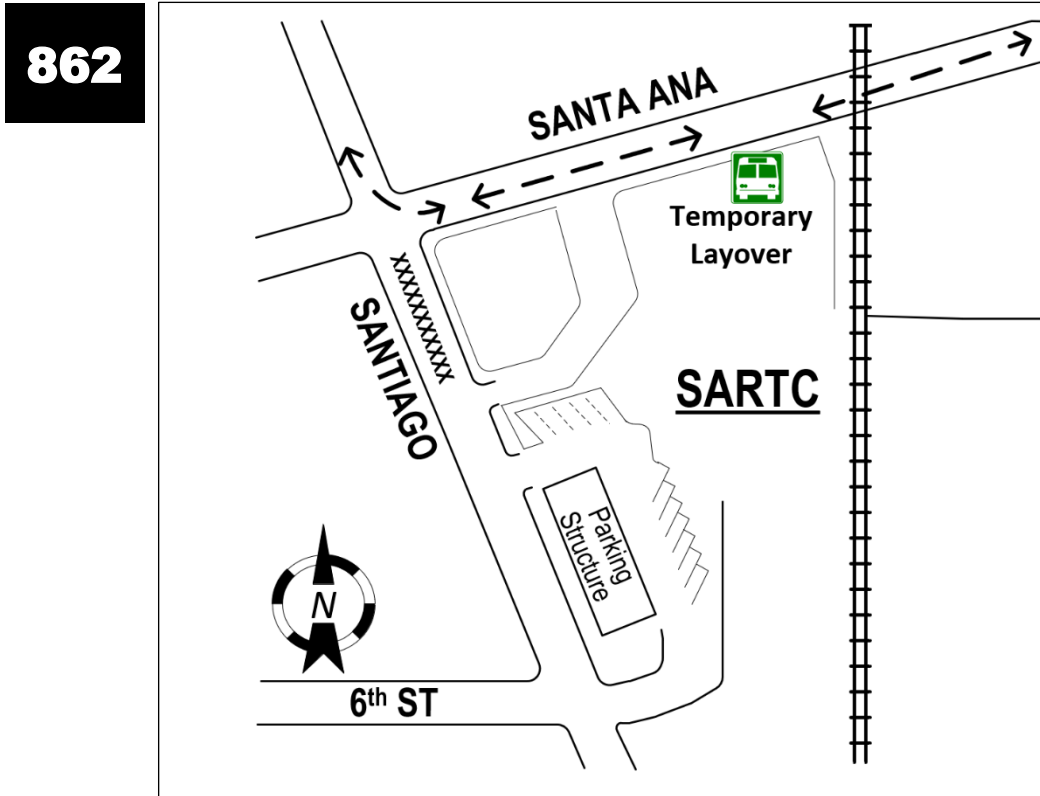 862
SANTA ANA
Temporary
Layover
XXXXXXXXXX
SANTIAGO
SARTC
Parking
Structure
N
6th ST